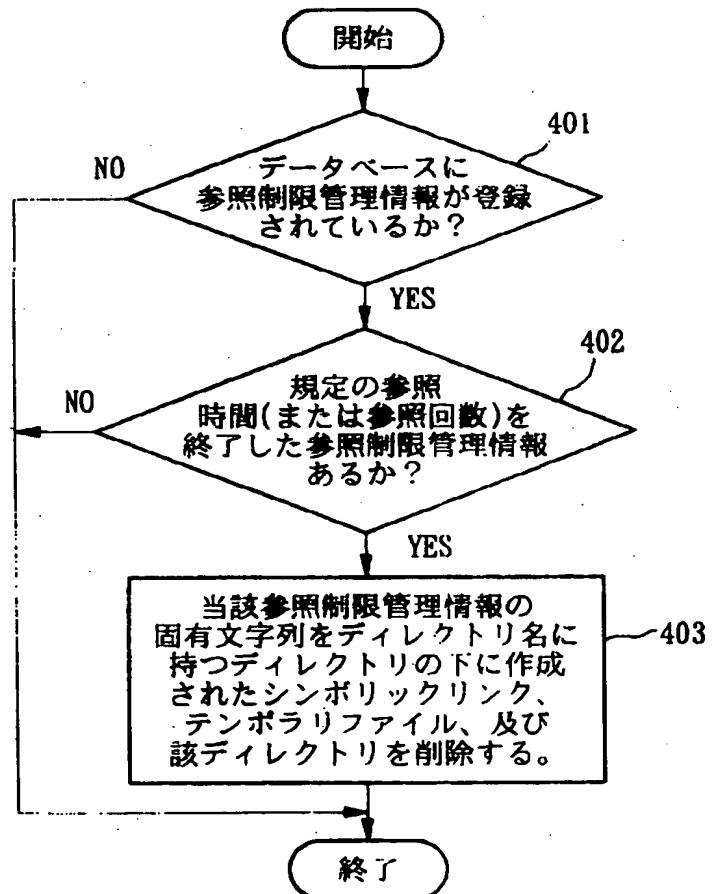 開始
401
NO
データベースに
参照制限管理情報が登録
されているか?
YES
402
NO
規定の参照
時間(または参照回数)を
終了した参照制限管理情報
あるか?
YES
403
当該参照制限管理情報の
固有文字列をディレクトリ名に
持つディレクトリの下に作成
されたシンボリックリンク、
テンポラリファイル、及び
該ディレクトリを削除する。
終了